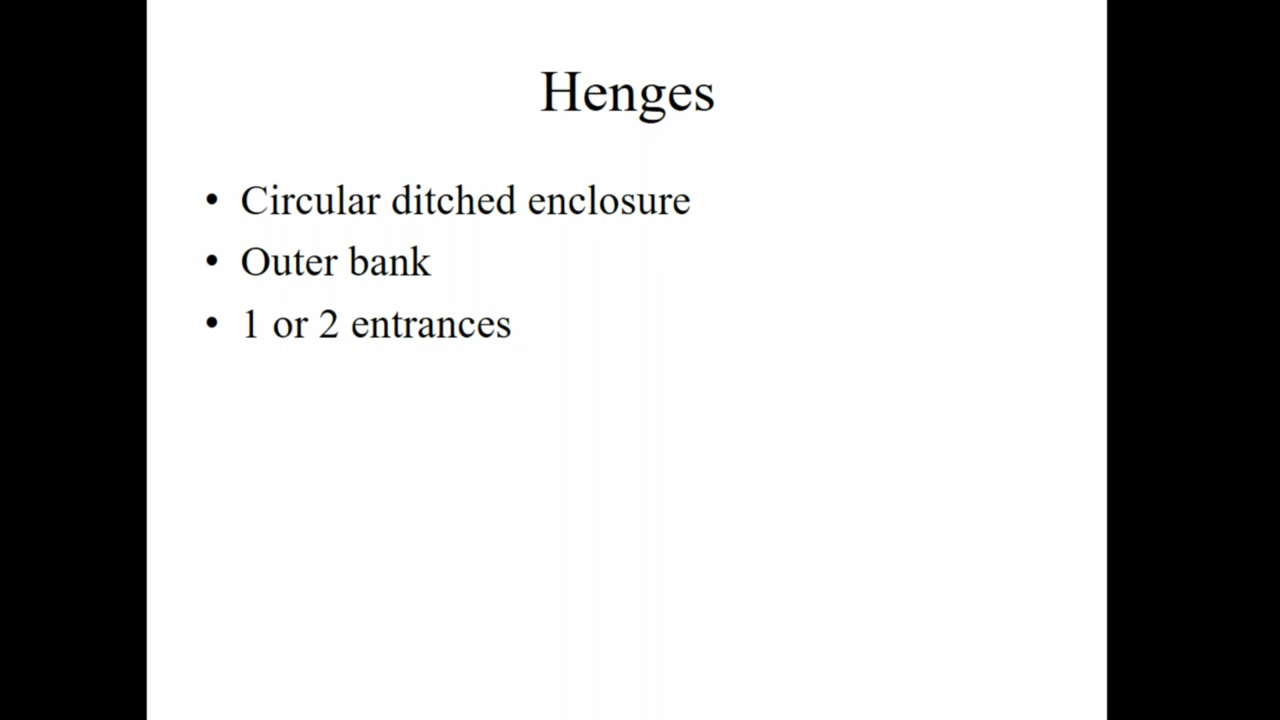 Henges
• Circular ditched enclosure
• Outer bank
• 1 or 2 entrances